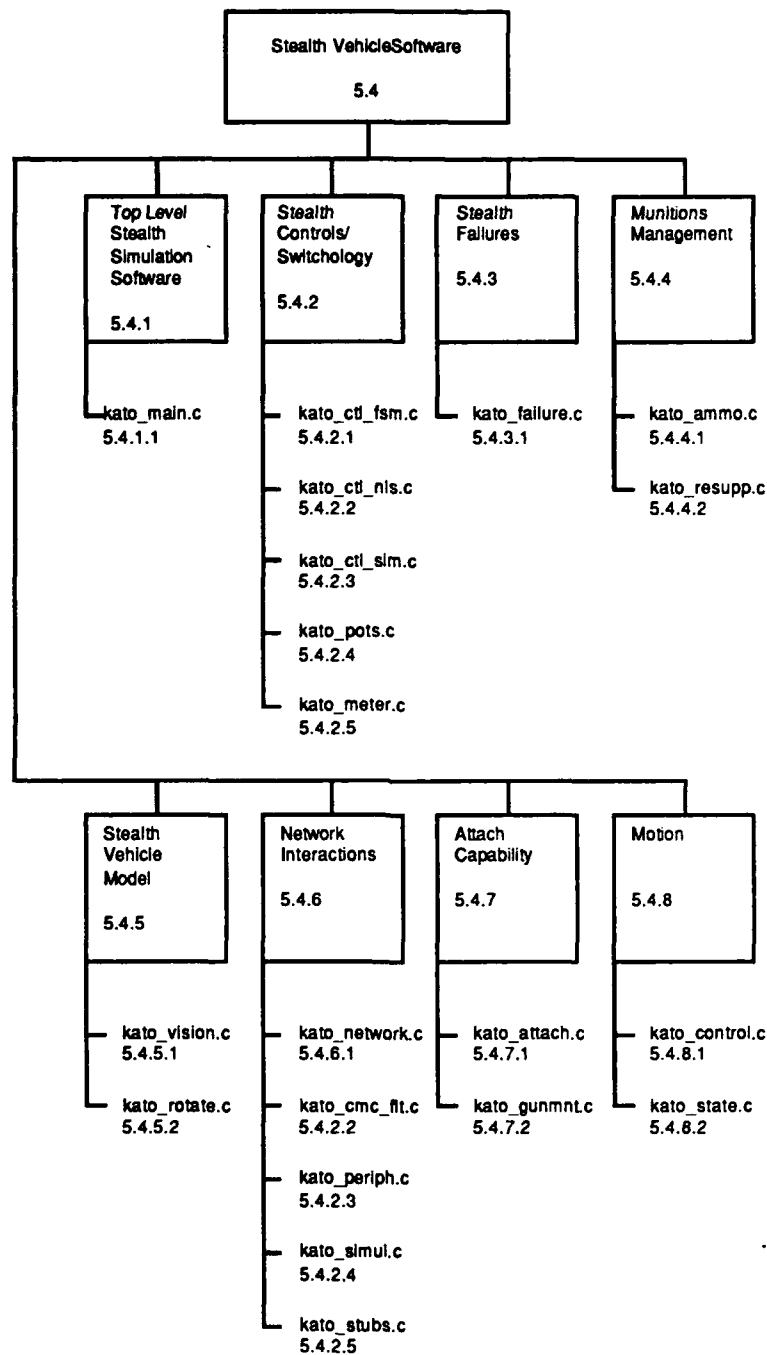 Stealth VehicleSoftware
5.4
Top Level
Stealth
Simulation
Software
5.4.1
kato_main.c
5.4.1.1
Stealth
Controls/
Switchology
5.4.2
kato_ctl_fsm.c
5.4.2.1
kato_ctl_nls.c
5.4.2.2
kato_ctl_sim.c
5.4.2.3
kato_pots.c
5.4.2.4
kato_meter.c
5.4.2.5
Stealth
Failures
5.4.3
kato_failure.c
5.4.3.1
Munitions
Management
5.4.4
kato_ammo.c
5.4.4.1
kato_resupp.c
5.4.4.2
Stealth
Vehicle
Model
5.4.5
kato_vision.c
5.4.5.1
kato_rotate.c
5.4.5.2
Network
Interactions
5.4.6
kato_network.c
5.4.6.1
kato_cmc_flt.c
5.4.2.2
kato_periph.c
5.4.2.3
kato_simul.c
5.4.2.4
kato_stubs.c
5.4.2.5
Attach
Capability
5.4.7
kato_attach.c
5.4.7.1
kato_gunmnt.c
5.4.7.2
Motion
5.4.8
kato_control.c
5.4.8.1
kato_state.c
5.4.8.2